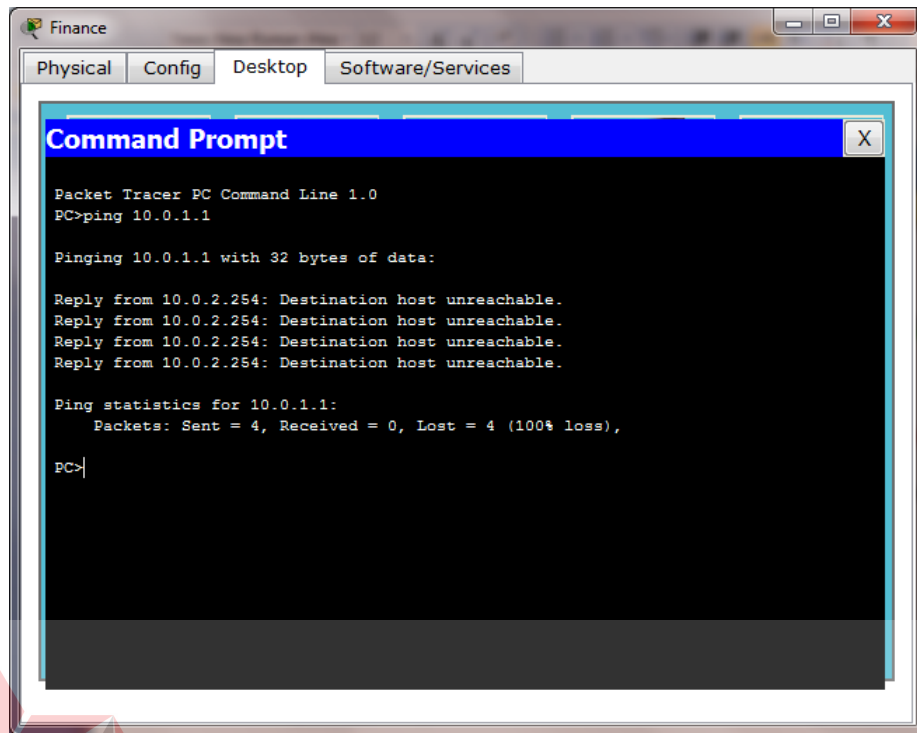 Finance
Physical Config Desktop Software/Services
Command Prompt
X
Packet Tracer PC Command Line 1.0
PC>ping 10.0.1.1
Pinging 10.0.1.1 with 32 bytes of data:
Reply from 10.0.2.254: Destination host unreachable.
Reply from 10.0.2.254: Destination host unreachable.
Reply from 10.0.2.254: Destination host unreachable.
Reply from 10.0.2.254: Destination host unreachable.
Ping statistics for 10.0.1.1:
Packets: Sent = 4, Received = 0, Lost = 4 (100% loss),
PC>